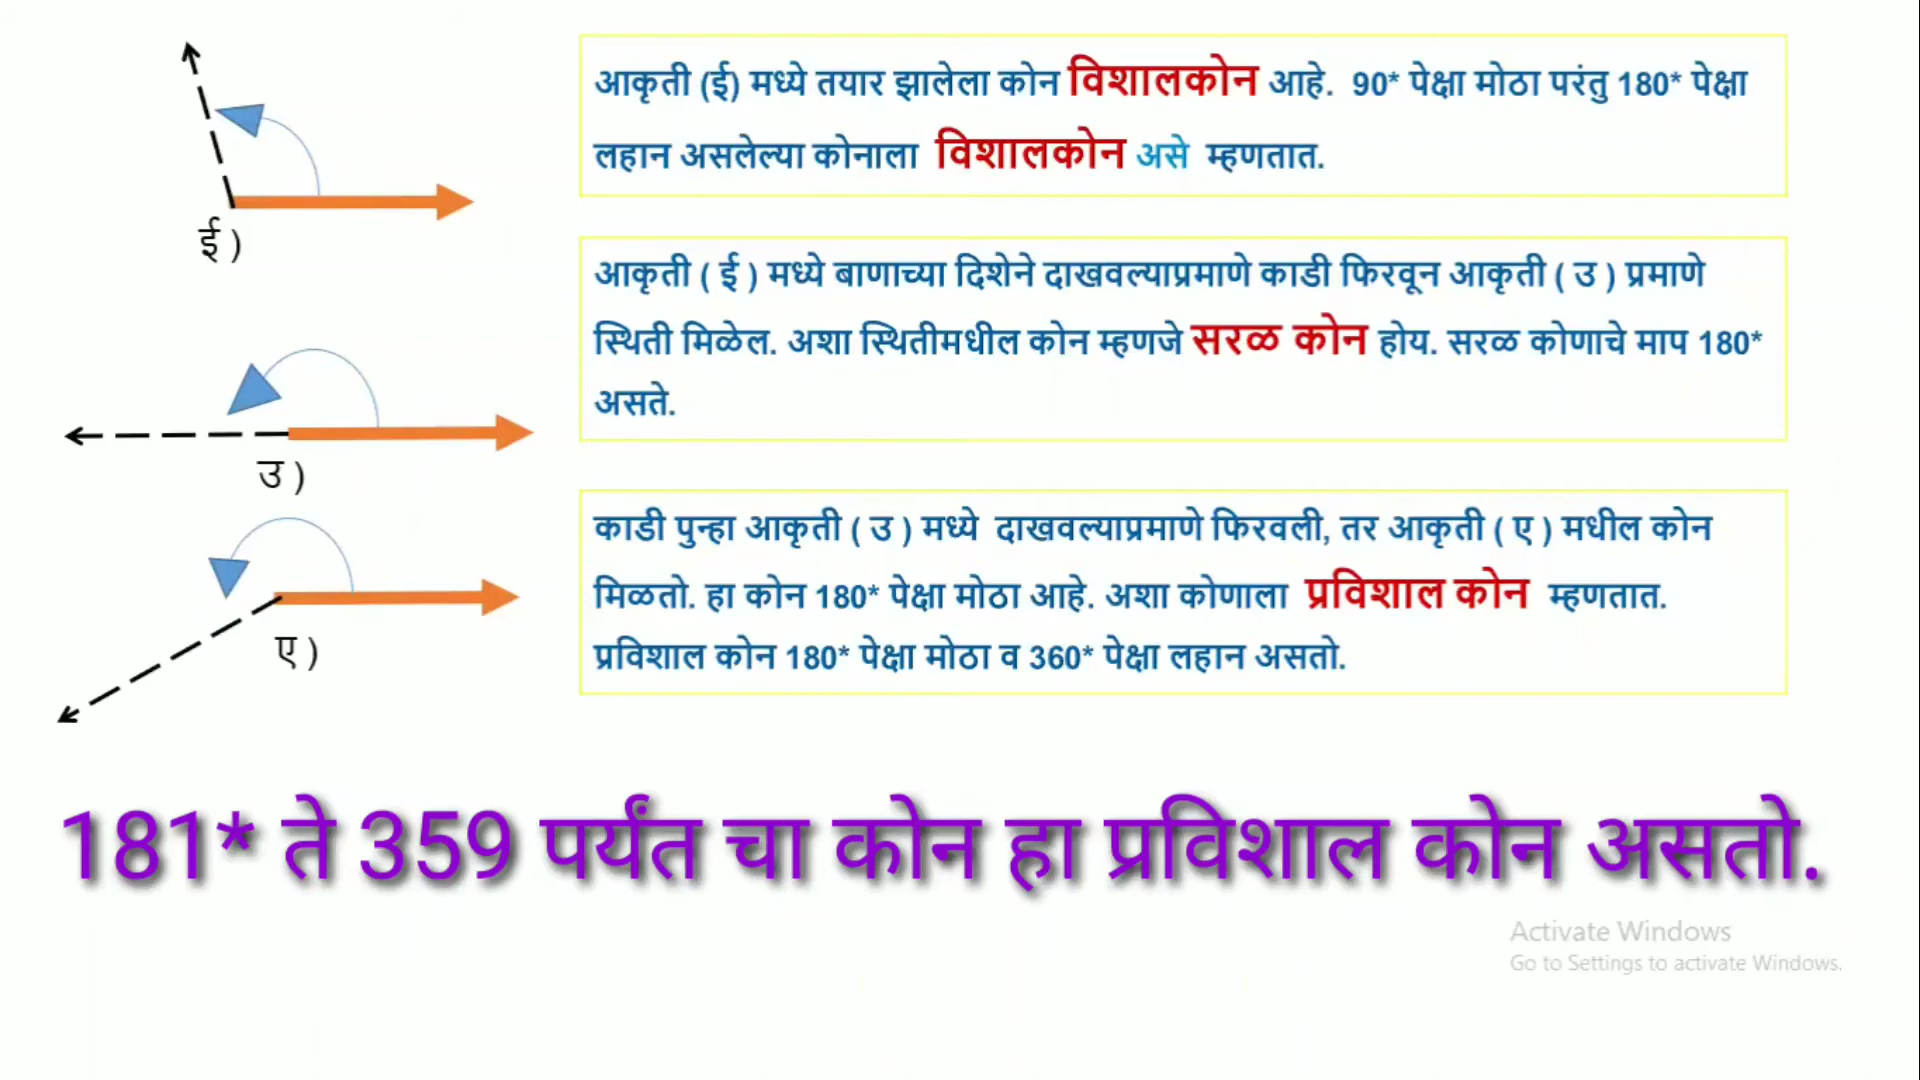 आकृती (ई) मध्ये तयार झालेला कोन विशालकोन आहे. 90* पेक्षा मोठा परंतु 180* पेक्षा
लहान असलेल्या कोनाला विशालकोन असे म्हणतात.
ई )
आकृती ( ई ) मध्ये बाणाच्या दिशेने दाखवल्याप्रमाणे काडी फिरवून आकृती ( उ ) प्रमाणे
स्थिती मिळेल. अशा स्थितीमधील कोन म्हणजे सरळ कोन होय. सरळ कोणाचे माप 180*
असते.
उ )
काडी पुन्हा आकृती ( उ ) मध्ये दाखवल्याप्रमाणे फिरवली, तर आकृती ( ए ) मधील कोन
मिळतो. हा कोन 180* पेक्षा मोठा आहे. अशा कोणाला प्रविशाल कोन म्हणतात.
प्रविशाल कोन 180* पेक्षा मोठा व 360* पेक्षा लहान असतो.
ए )
181* ते 359 पर्यंत चा कोन हा प्रविशाल कोन असतो.
Activate Windows
Go to Settings to activate Windows.